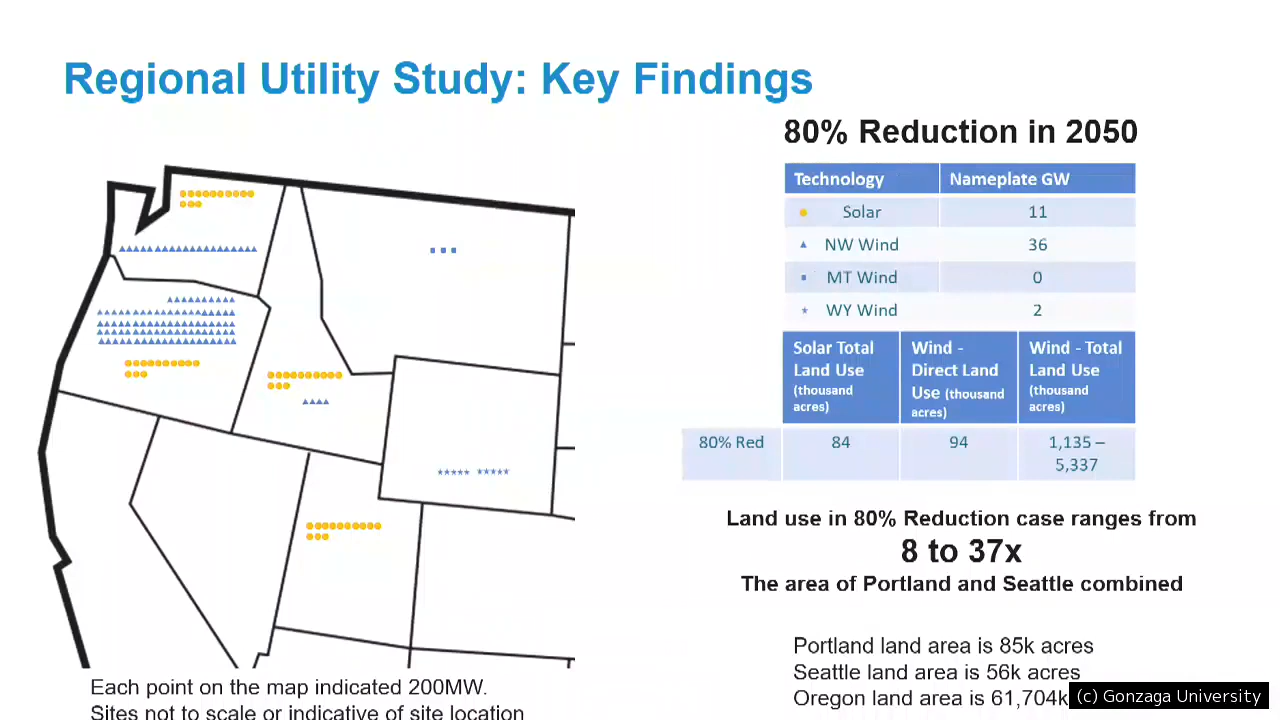 Regional Utility Study: Key Findings
80% Reduction in 2050
Technology Nameplate GW
Solar 11
NW Wind 36
MT Wind 0
WY Wind 2
Solar Total Land Use (thousand acres) Wind - Direct Land Use (thousand acres) Wind - Total Land Use (thousand acres)
80% Red 84 94 1,135 – 5,337
Land use in 80% Reduction case ranges from
8 to 37x
The area of Portland and Seattle combined
Portland land area is 85k acres
Seattle land area is 56k acres
Oregon land area is 61,704k
Each point on the map indicated 200MW.
Sites not to scale or indicative of site location
(c) Gonzaga University